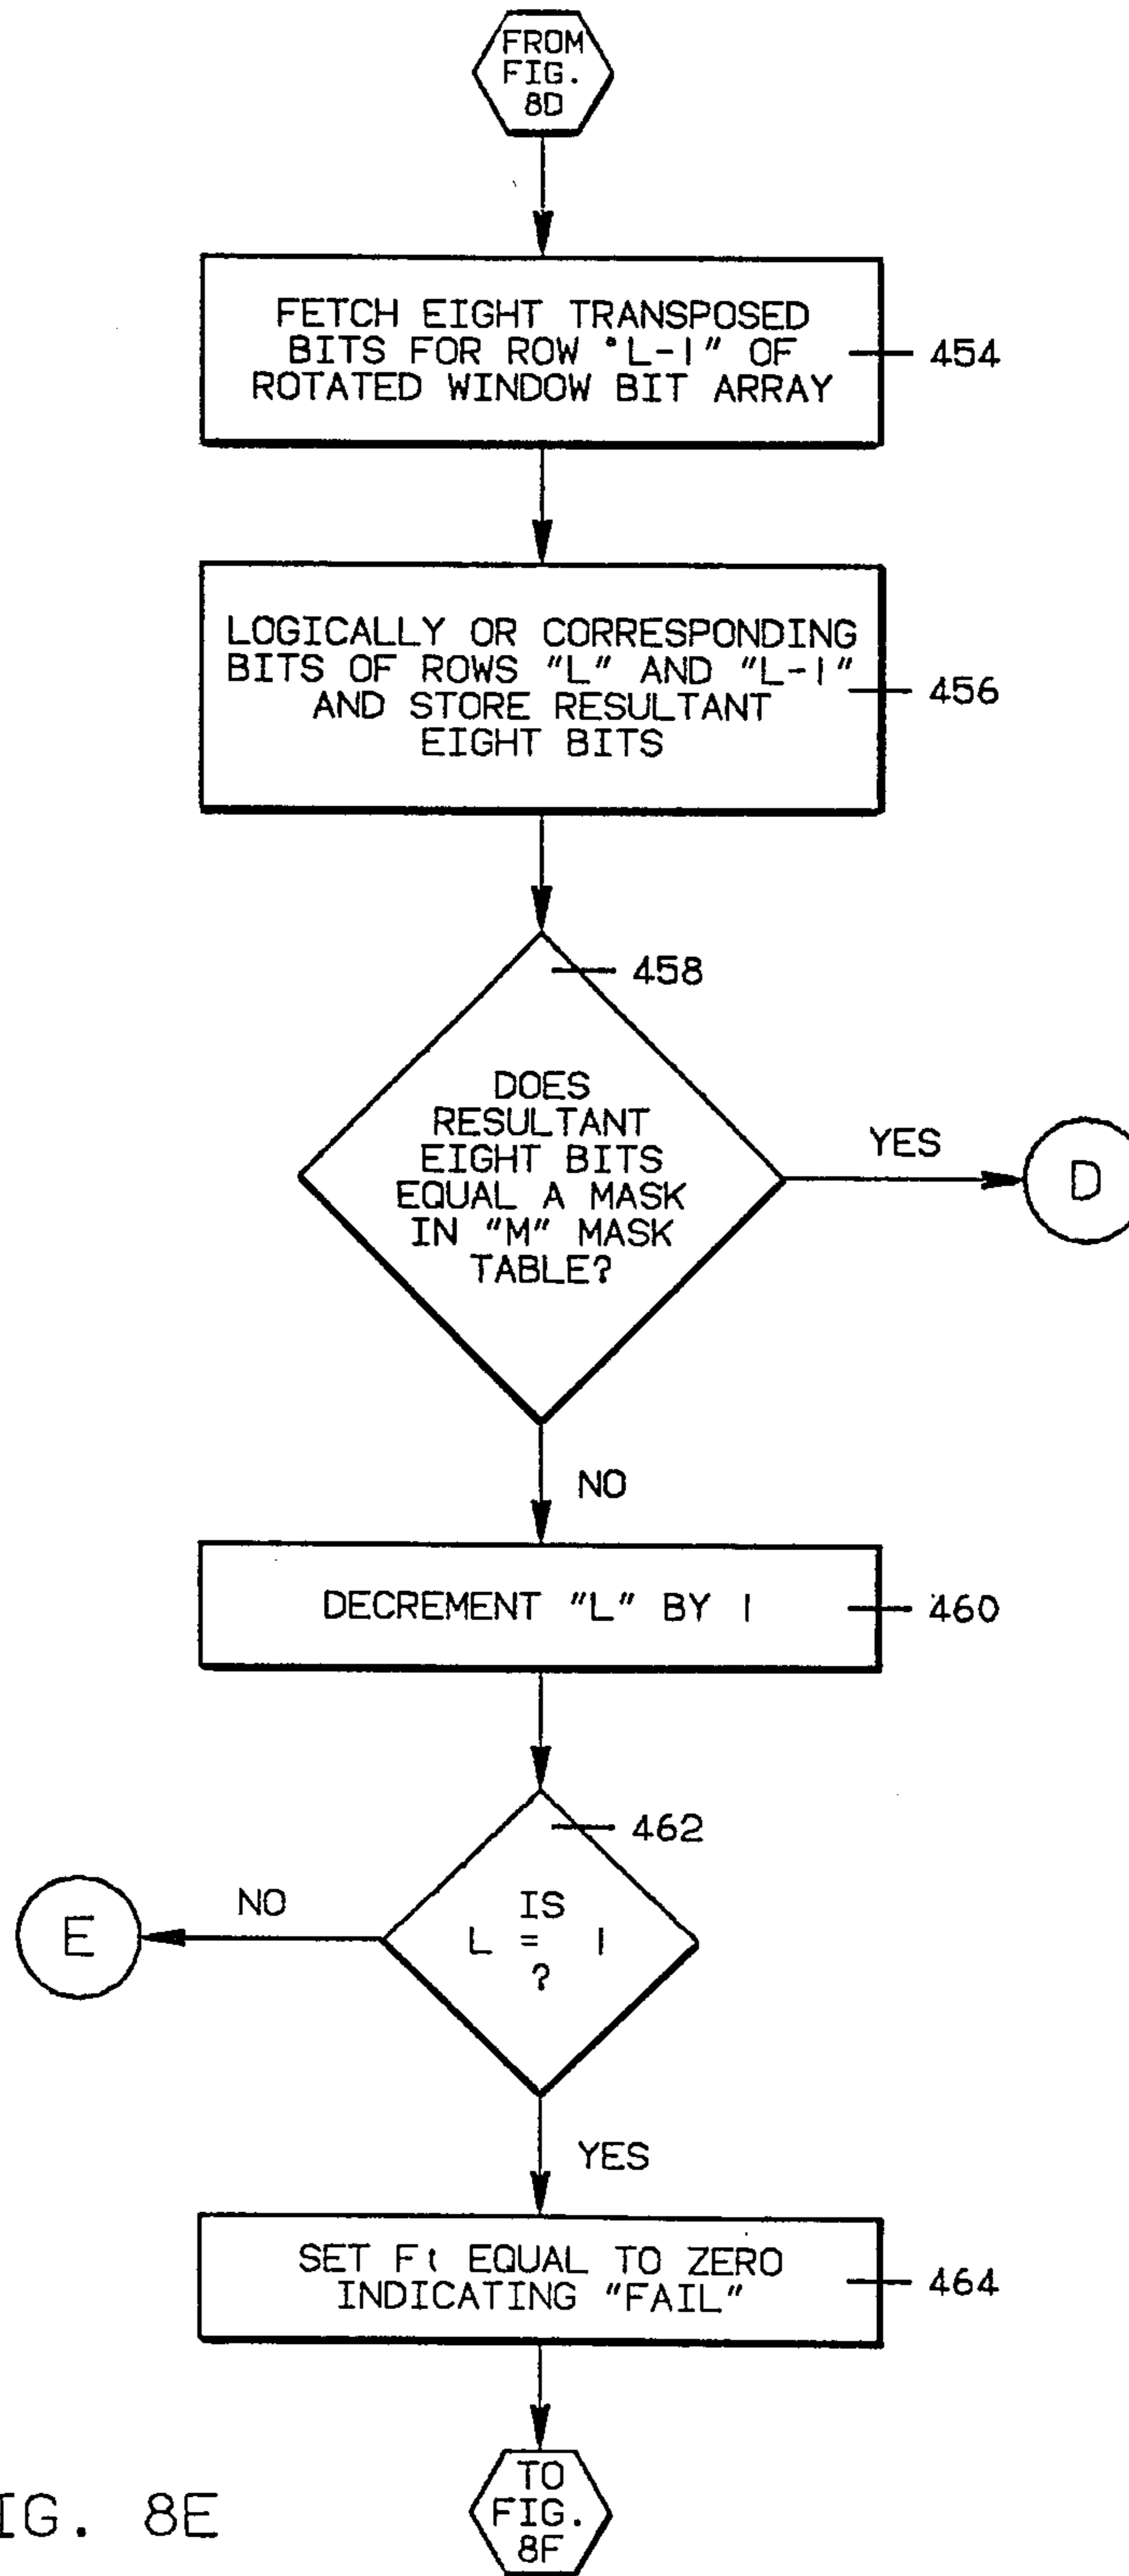 FROM
FIG.
8D
FETCH EIGHT TRANSPOSED
BITS FOR ROW "L-1" OF
ROTATED WINDOW BIT ARRAY
454
LOGICALLY OR CORRESPONDING
BITS OF ROWS "L" AND "L-1"
AND STORE RESULTANT
EIGHT BITS
456
458
DOES
RESULTANT
EIGHT BITS
EQUAL A MASK
IN "M" MASK
TABLE?
YES
D
NO
DECREMENT "L" BY 1
460
462
IS
L = 1
?
NO
E
YES
SET Ft EQUAL TO ZERO
INDICATING "FAIL"
464
TO
FIG.
8F
IG. 8E